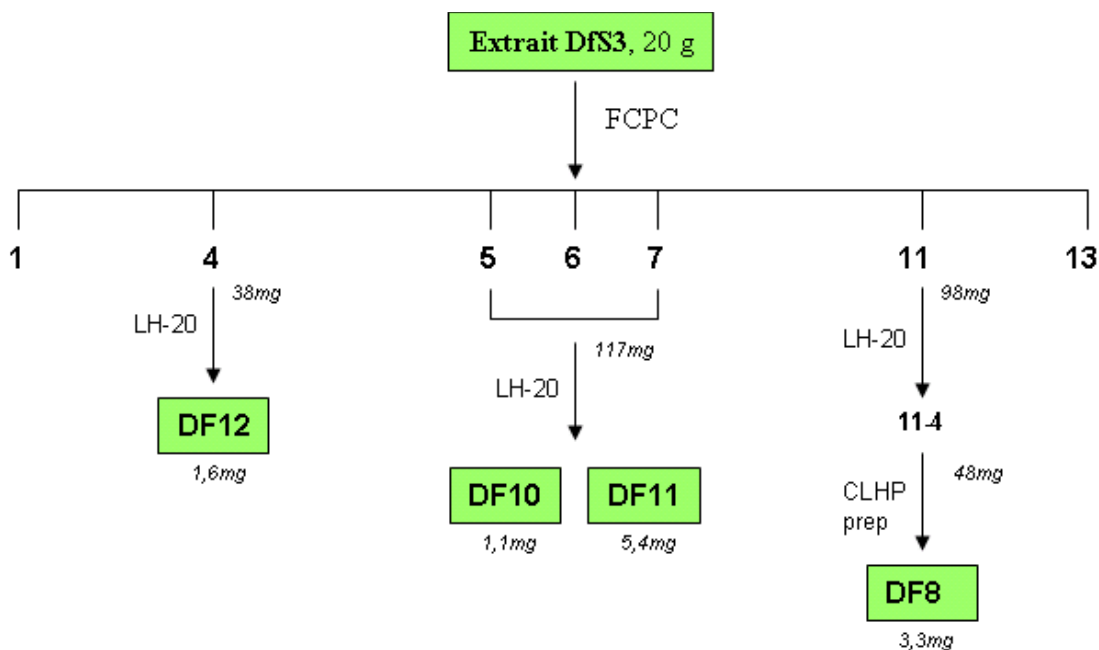 Extrait DfS3, 20 g
FCPC
1 4 5 6 7 11 13
38mg
98mg
LH-20
117mg
LH-20
LH-20
DF12
11-4
1,6mg
48mg
DF10 DF11
CLHP
prep
1,1mg 5,4mg
DF8
3,3mg